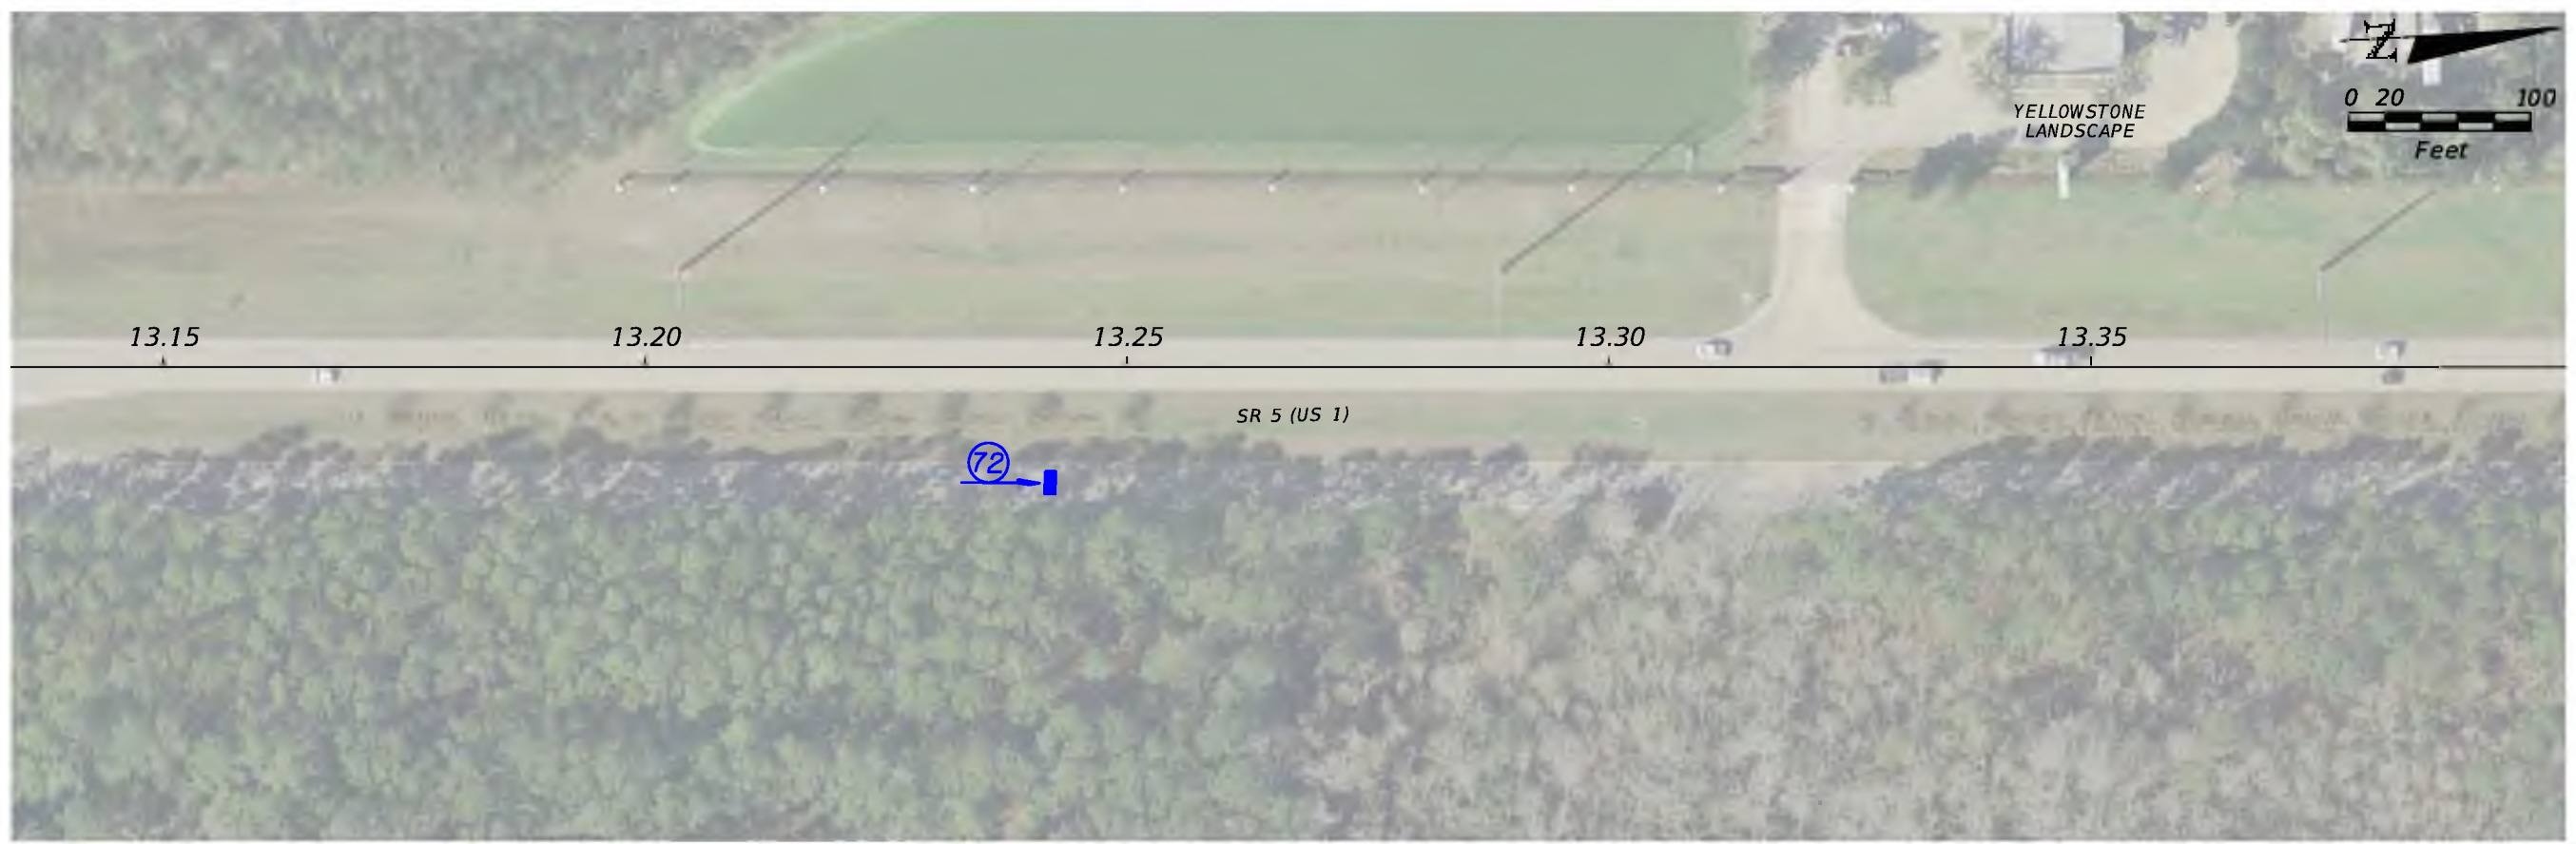 N
0 20 100
Feet
YELLOWSTONE
LANDSCAPE
13.15 13.20 13.25 13.30 13.35
SR 5 (US 1)
72